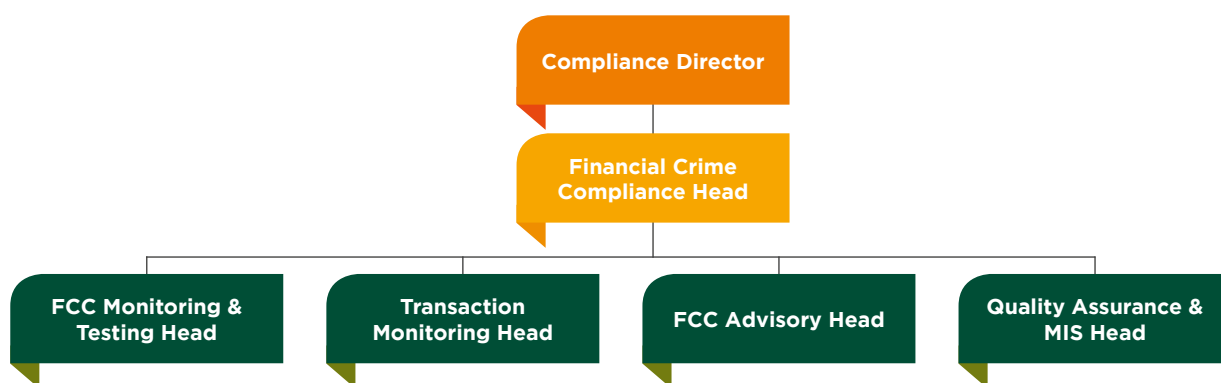 Compliance Director
Financial Crime
Compliance Head
FCC Monitoring &
Testing Head
Transaction
Monitoring Head
FCC Advisory Head
Quality Assurance &
MIS Head